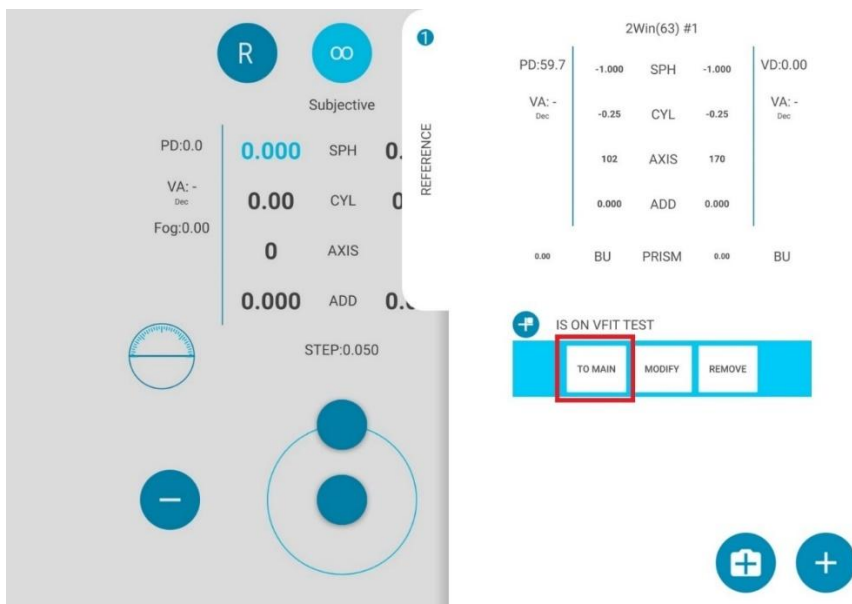 R
∞
Subjective
PD:0.0
0.000 SPH 0.
VA: -
Dec
0.00 CYL 0
Fog:0.00
0 AXIS
0.000 ADD
STEP:0.050
1
REFERENCE
2Win(63) #1
PD:59.7 -1.000 SPH -1.000 VD:0.00
VA: - -0.25 CYL -0.25 VA: -
Dec Dec
102 AXIS 170
0.000 ADD 0.000
0.00 BU PRISM 0.00 BU
IS ON VFIT TEST
TO MAIN MODIFY REMOVE